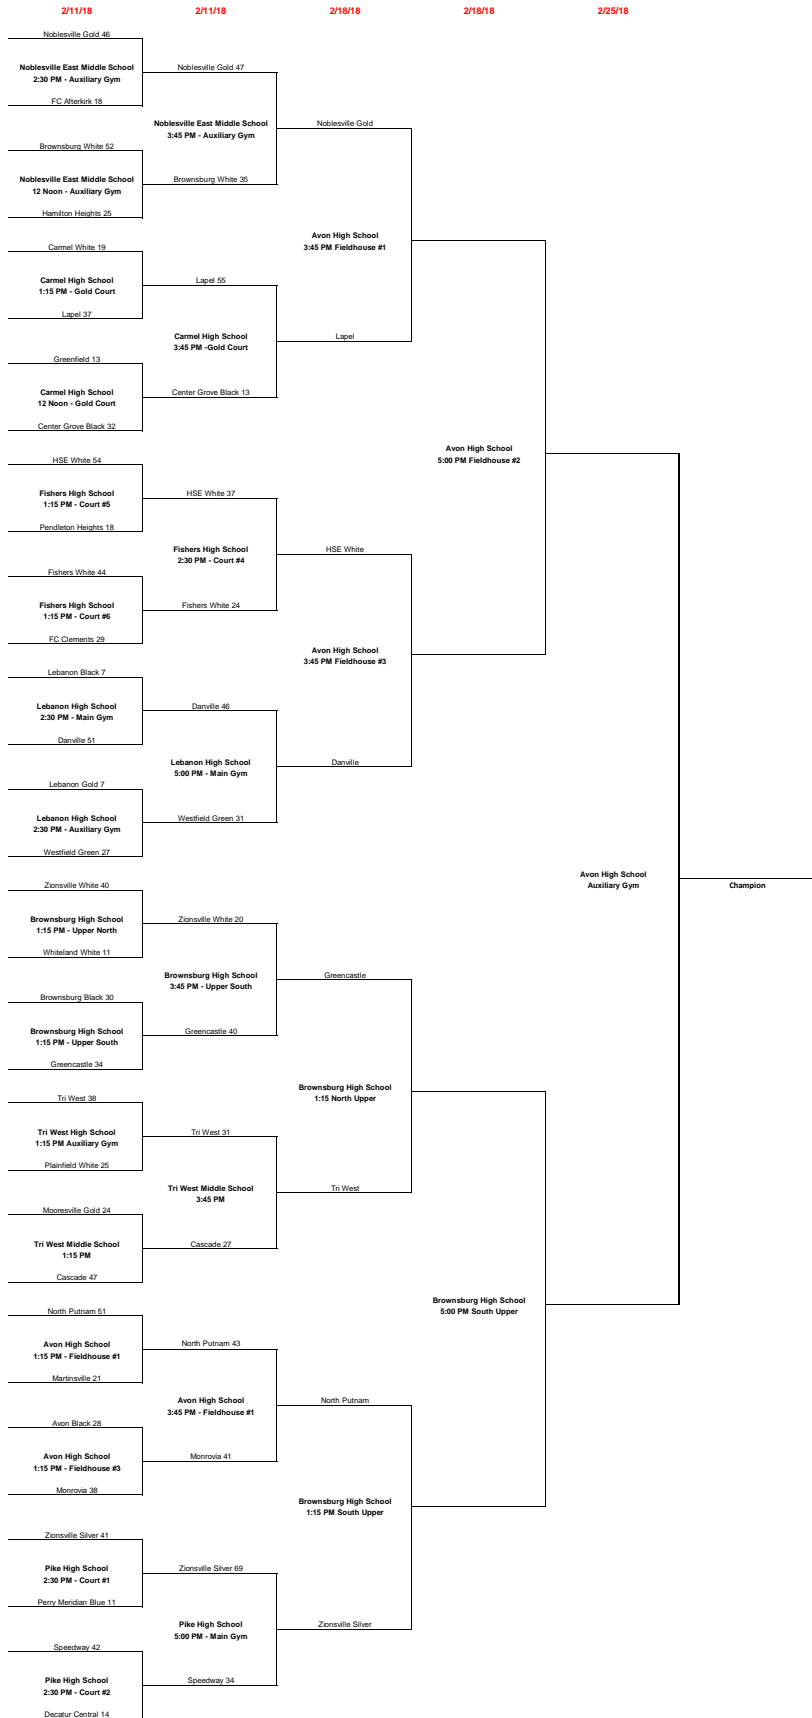 2/11/18 2/11/18 2/18/18 2/18/18 2/25/18
Noblesville Gold 46
Noblesville East Middle School
2:30 PM - Auxiliary Gym
FC Afterkirk 18
Noblesville Gold 47
Noblesville East Middle School
3:45 PM - Auxiliary Gym
Brownsburg White 52
Noblesville East Middle School
12 Noon - Auxiliary Gym
Hamilton Heights 25
Brownsburg White 35
Noblesville Gold
Avon High School
3:45 PM Fieldhouse #1
Carmel White 19
Carmel High School
1:15 PM - Gold Court
Lapel 37
Lapel 55
Carmel High School
3:45 PM -Gold Court
Lapel
Greenfield 13
Carmel High School
12 Noon - Gold Court
Center Grove Black 32
Center Grove Black 13
Avon High School
5:00 PM Fieldhouse #2
HSE White 54
Fishers High School
1:15 PM - Court #5
Pendleton Heights 18
HSE White 37
Fishers High School
2:30 PM - Court #4
HSE White
Fishers White 44
Fishers High School
1:15 PM - Court #6
FC Clements 29
Fishers White 24
Avon High School
3:45 PM Fieldhouse #3
Lebanon Black 7
Lebanon High School
2:30 PM - Main Gym
Danville 51
Danville 46
Lebanon High School
5:00 PM - Main Gym
Danville
Lebanon Gold 7
Lebanon High School
2:30 PM - Auxiliary Gym
Westfield Green 27
Westfield Green 31
Avon High School
Auxiliary Gym
Champion
Zionsville White 40
Brownsburg High School
1:15 PM - Upper North
Whiteland White 11
Zionsville White 20
Brownsburg High School
3:45 PM - Upper South
Greencastle
Brownsburg Black 30
Brownsburg High School
1:15 PM - Upper South
Greencastle 34
Greencastle 40
Brownsburg High School
1:15 North Upper
Tri West 38
Tri West High School
1:15 PM Auxiliary Gym
Plainfield White 25
Tri West 31
Tri West Middle School
3:45 PM
Tri West
Mooresville Gold 24
Tri West Middle School
1:15 PM
Cascade 47
Cascade 27
Brownsburg High School
5:00 PM South Upper
North Putnam 51
Avon High School
1:15 PM - Fieldhouse #1
Martinsville 21
North Putnam 43
Avon High School
3:45 PM - Fieldhouse #1
North Putnam
Avon Black 28
Avon High School
1:15 PM - Fieldhouse #3
Monrovia 38
Monrovia 41
Brownsburg High School
1:15 PM South Upper
Zionsville Silver 41
Pike High School
2:30 PM - Court #1
Perry Meridian Blue 11
Zionsville Silver 69
Pike High School
5:00 PM - Main Gym
Zionsville Silver
Speedway 42
Pike High School
2:30 PM - Court #2
Decatur Central 14
Speedway 34